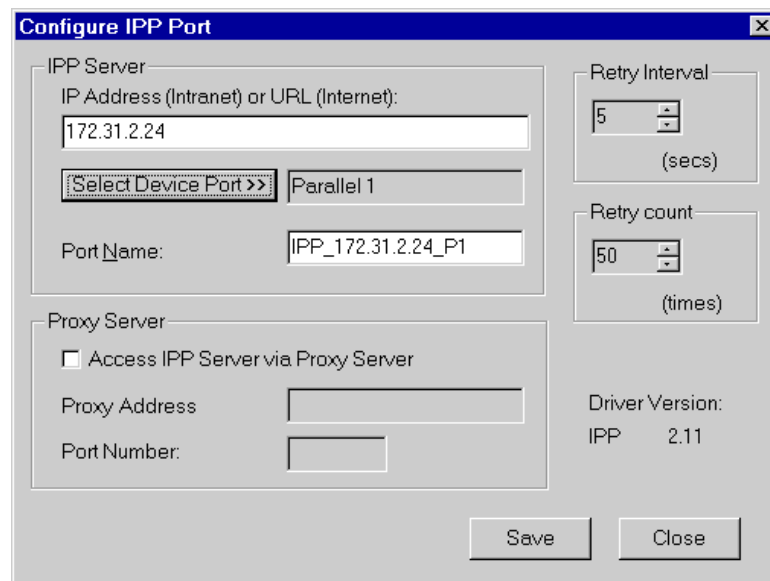 Configure IPP Port
IPP Server
IP Address (Intranet) or URL (Internet):
172.31.2.24
Select Device Port >>
Parallel 1
Port Name:
IPP_172.31.2.24_P1
Retry Interval
5
(secs)
Retry count
50
(times)
Proxy Server
Access IPP Server via Proxy Server
Proxy Address
Port Number:
Driver Version:
IPP 2.11
Save
Close